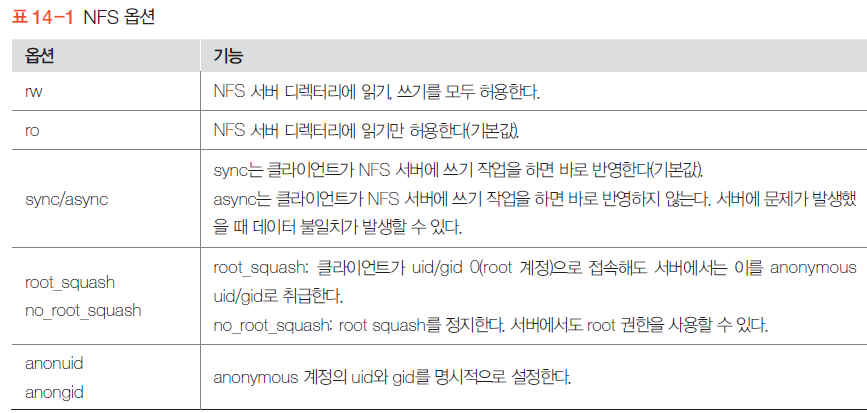 표 14-1 NFS 옵션
옵션 기능
rw NFS 서버 디렉터리에 읽기, 쓰기를 모두 허용한다.
ro NFS 서버 디렉터리에 읽기만 허용한다(기본값).
sync/async
sync는 클라이언트가 NFS 서버에 쓰기 작업을 하면 바로 반영한다(기본값).
async는 클라이언트가 NFS 서버에 쓰기 작업을 하면 바로 반영하지 않는다. 서버에 문제가 발생했
을 때 데이터 불일치가 발생할 수 있다.
root_squash
no_root_squash
root_squash: 클라이언트가 uid/gid 0(root 계정)으로 접속해도 서버에서는 이를 anonymous
uid/gid로 취급한다.
no_root_squash: root squash를 정지한다. 서버에서도 root 권한을 사용할 수 있다.
anonuid
anongid
anonymous 계정의 uid와 gid를 명시적으로 설정한다.